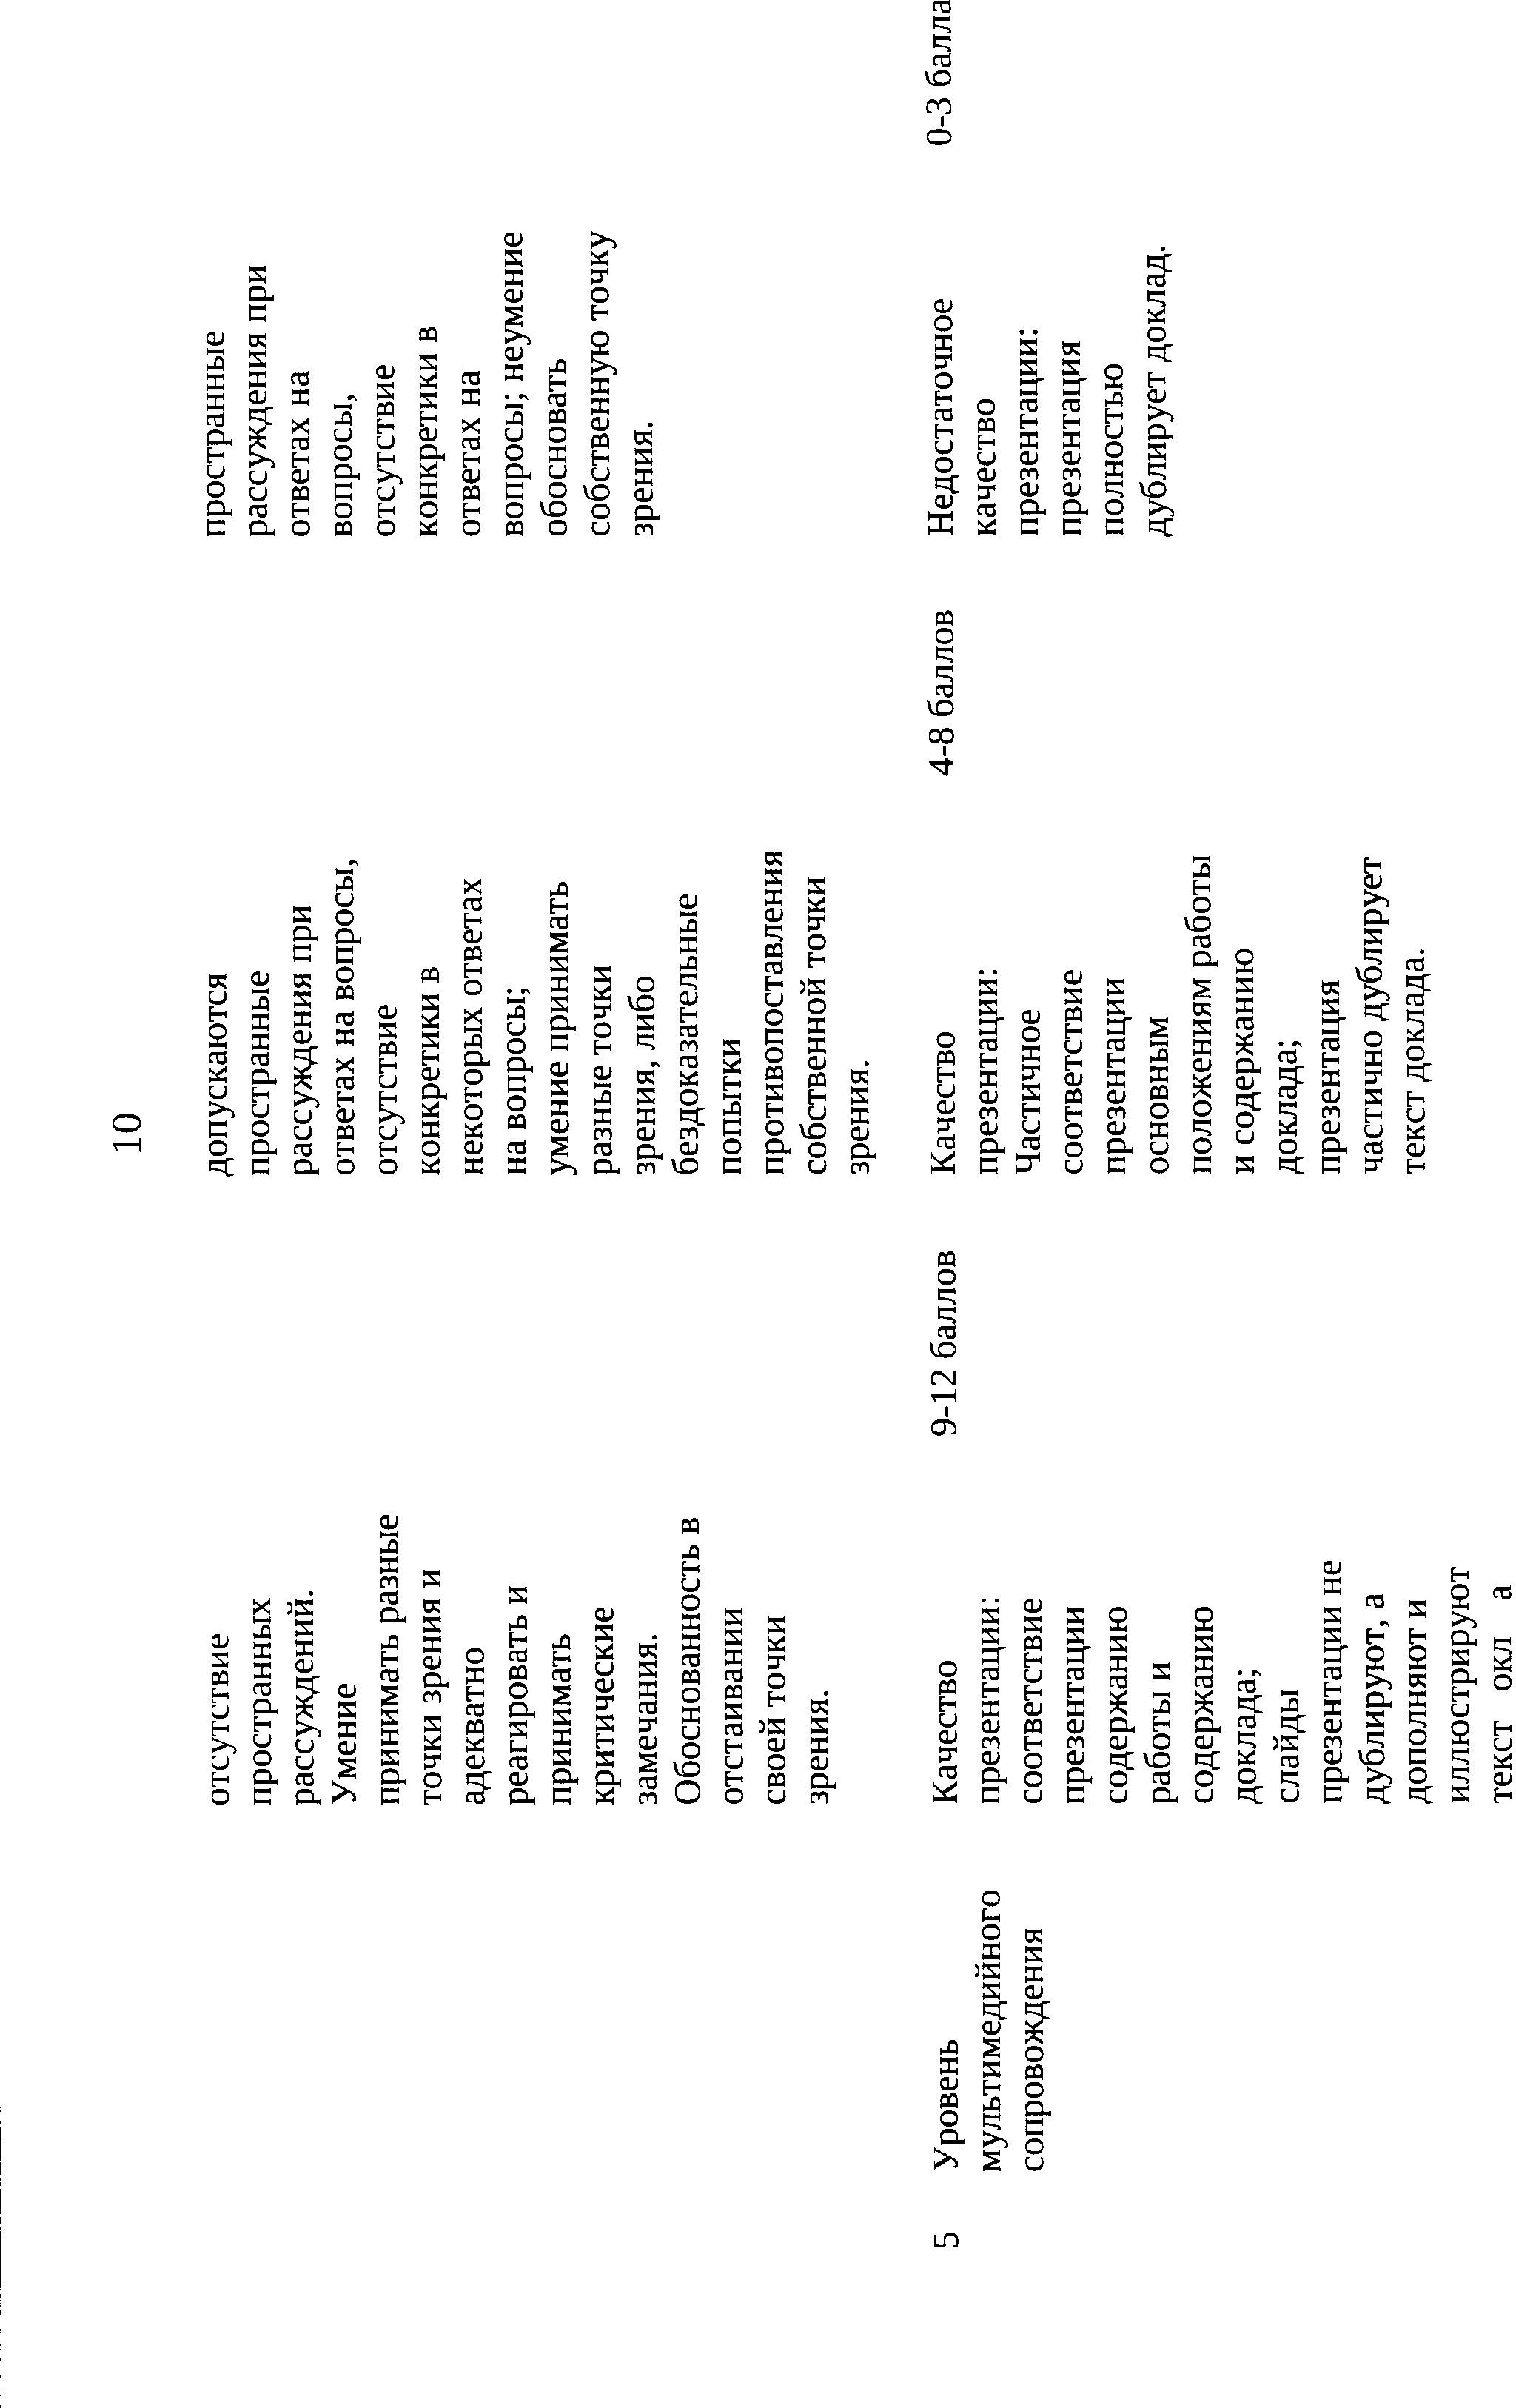 10
отсутствие
пространных
рассуждений.
Умение
принимать разные
точки зрения и
адекватно
реагировать и
принимать
критические
замечания.
Обоснованность в
отстаивании
своей точки
зрения.
допускаются
пространные
рассуждения при
ответах на вопросы,
отсутствие
конкретики в
некоторых ответах
на вопросы;
умение принимать
разные точки
зрения, либо
бездоказательные
попытки
противопоставления
собственной точки
зрения.
пространные
рассуждения при
ответах на
вопросы,
отсутствие
конкретики в
ответах на
вопросы; неумение
обосновать
собственную точку
зрения.
5
Уровень
мультимедийного
сопровождения
Качество
презентации:
соответствие
презентации
содержанию
работы и
содержанию
доклада;
слайды
презентации не
дублируют, а
дополняют и
иллюстрируют
текст
9-12 баллов
Качество
презентации:
Частичное
соответствие
презентации
основным
положениям работы
и содержанию
доклада;
презентация
частично дублирует
текст доклада.
4-8 баллов
Недостаточное
качество
презентации:
презентация
полностью
дублирует доклад.
0-3 балла